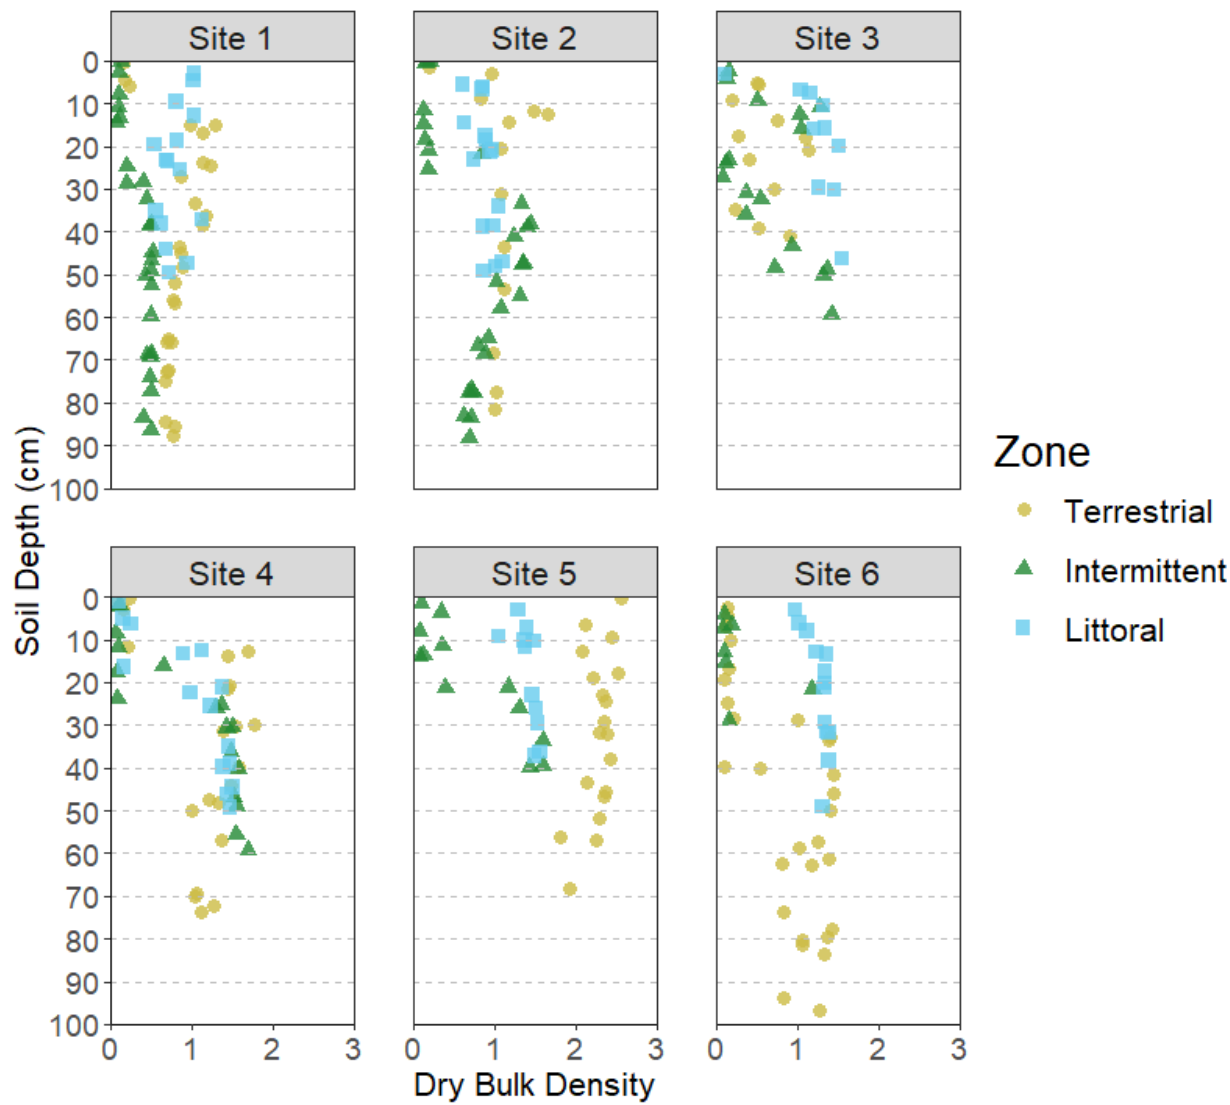 Site 1 Site 2 Site 3
0
10
20
30
40
50
60
70
80
90
100
Soil Depth (cm)
Site 4 Site 5 Site 6
0
10
20
30
40
50
60
70
80
90
100
0 1 2 3 0 1 2 3 0 1 2 3
Dry Bulk Density
Zone
Terrestrial
Intermittent
Littoral